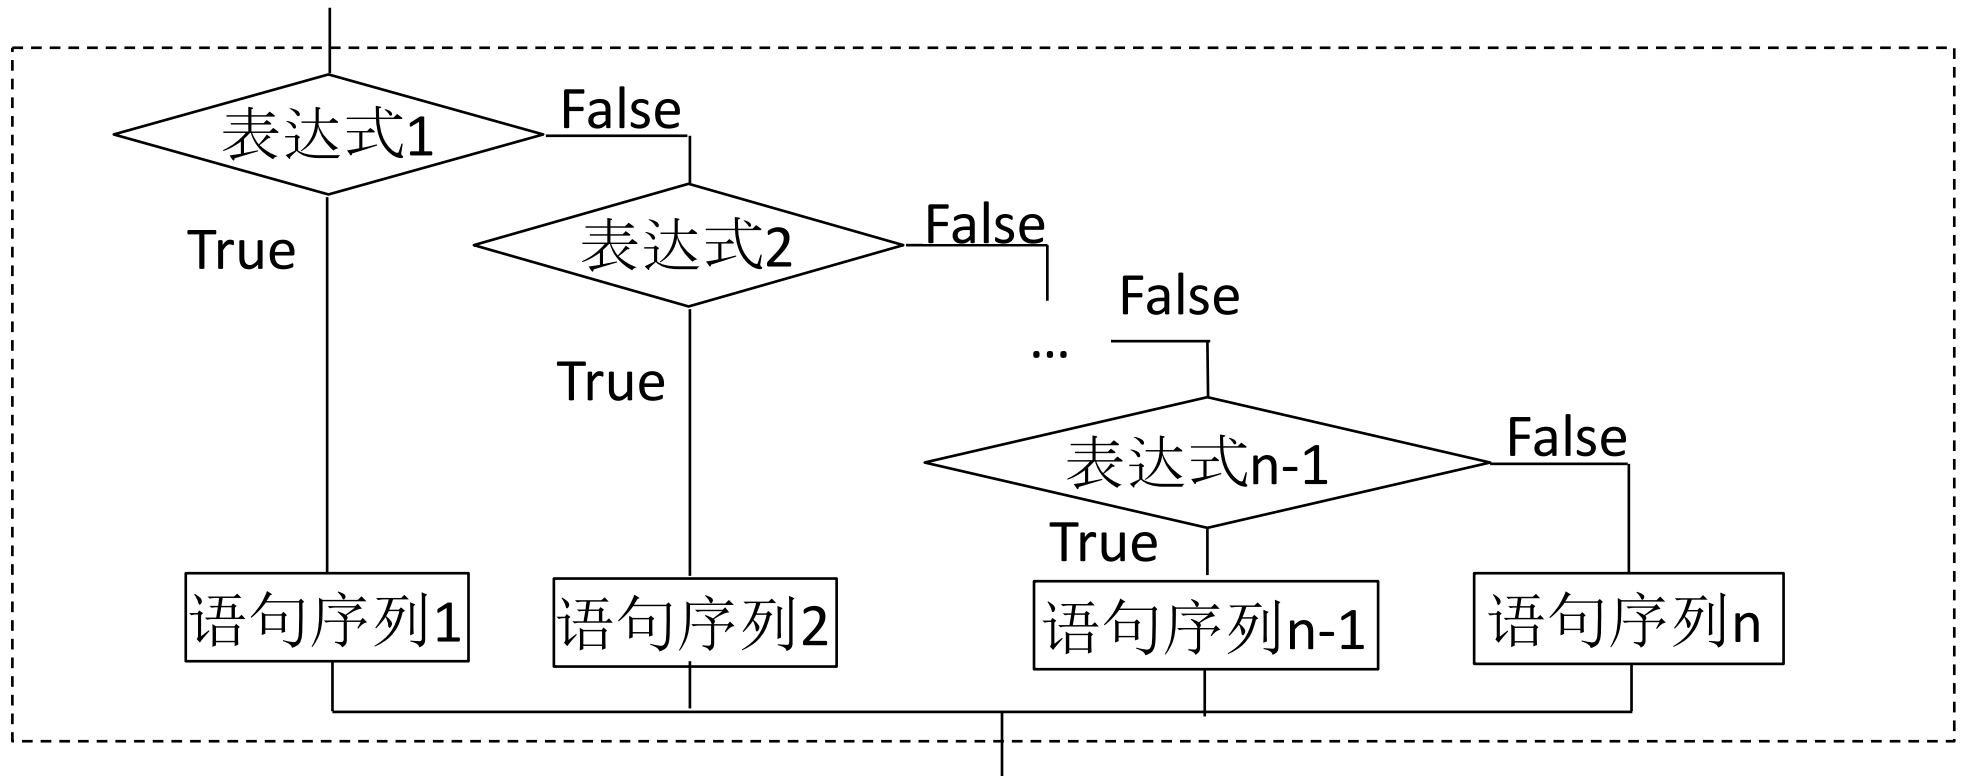 表达式1
False
True
表达式2
False
True
...
False
表达式n-1
False
True
语句序列1
语句序列2
语句序列n-1
语句序列n